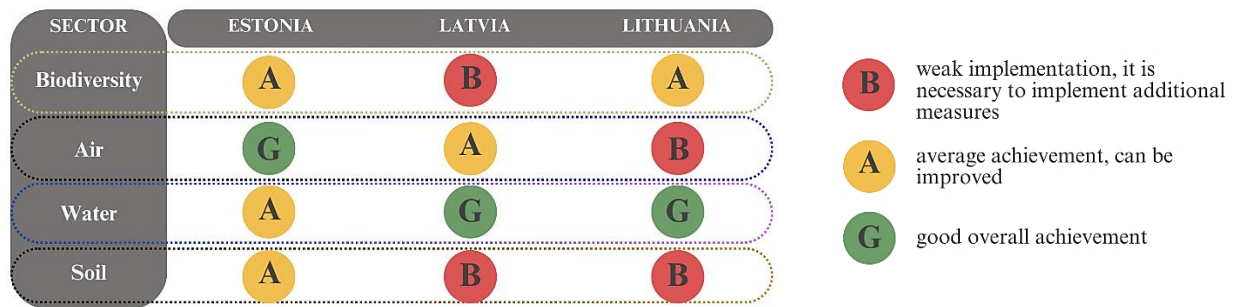 SECTOR ESTONIA LATVIA LITHUANIA
Biodiversity A B A
Air G A B
Water A G G
Soil A B B
B weak implementation, it is
necessary to implement additional
measures
A average achievement, can be
improved
G good overall achievement